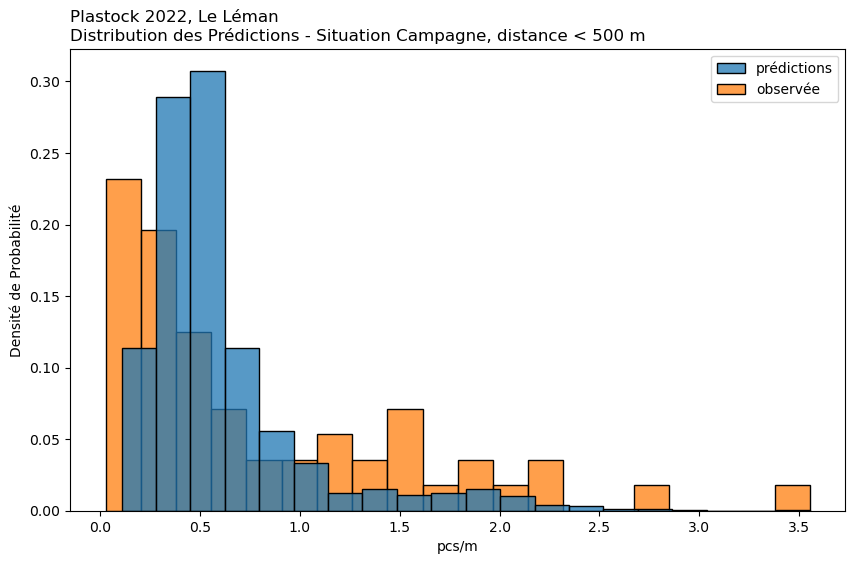 Plastock 2022, Le Léman
Distribution des Prédictions - Situation Campagne, distance < 500 m
prédictions
observée
Densité de Probabilité
0.30
0.25
0.20
0.15
0.10
0.05
0.00
0.0 0.5 1.0 1.5 2.0 2.5 3.0 3.5
pcs/m